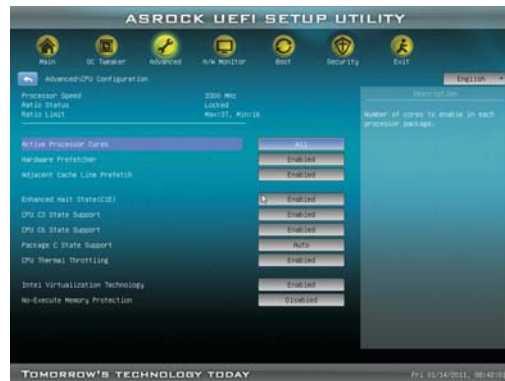 ASROCK UEFI SETUP UTILITY
Main OC Tweaker Advanced H/W Monitor Boot Security Exit
Advanced\CPU Configuration
English
Processor Speed 3300 MHz
Ratio Status Locked
Ratio Limit Max:37, Min:16
Active Processor Cores All
Hardware Prefetcher Enabled
Adjacent Cache Line Prefetch Enabled
Enhanced Halt State(C1E) Enabled
CPU C3 State Support Enabled
CPU C6 State Support Enabled
Package C State Support Auto
CPU Thermal Throttling Enabled
Intel Virtualization Technology Enabled
No-Execute Memory Protection Disabled
Description
Number of cores to enable in each
processor package.
TOMORROW'S TECHNOLOGY TODAY
Fri 01/14/2011, 08:42:03